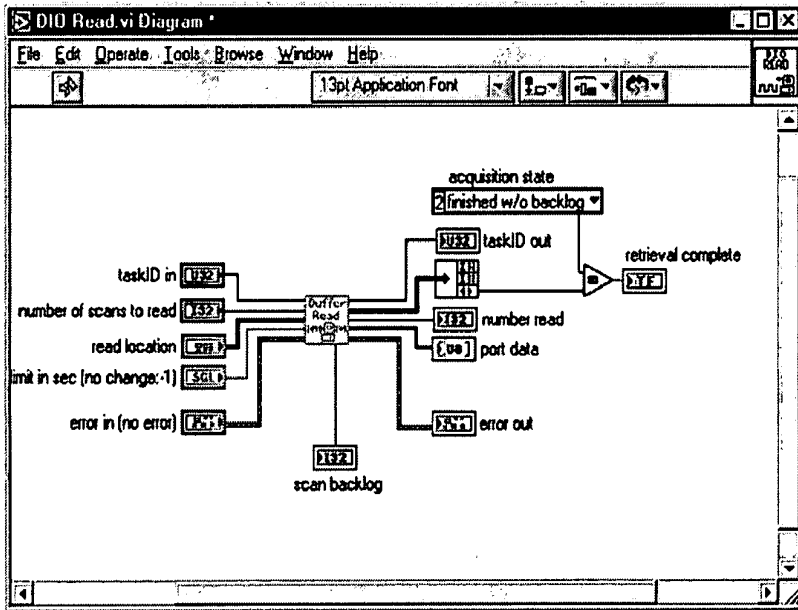 DIO Read.vi Diagram *
File Edit Operate Tools Browse Window Help
DIO
READ
13pt Application Font
acquisition state
2 finished w/o backlog
U32 taskID out
retrieval complete
TF
taskID in U32
number of scans to read I32
Buffer
Read
I32 number read
read location
[U8] port data
limit in sec (no change:-1) SGL
error in (no error)
error out
I32
scan backlog